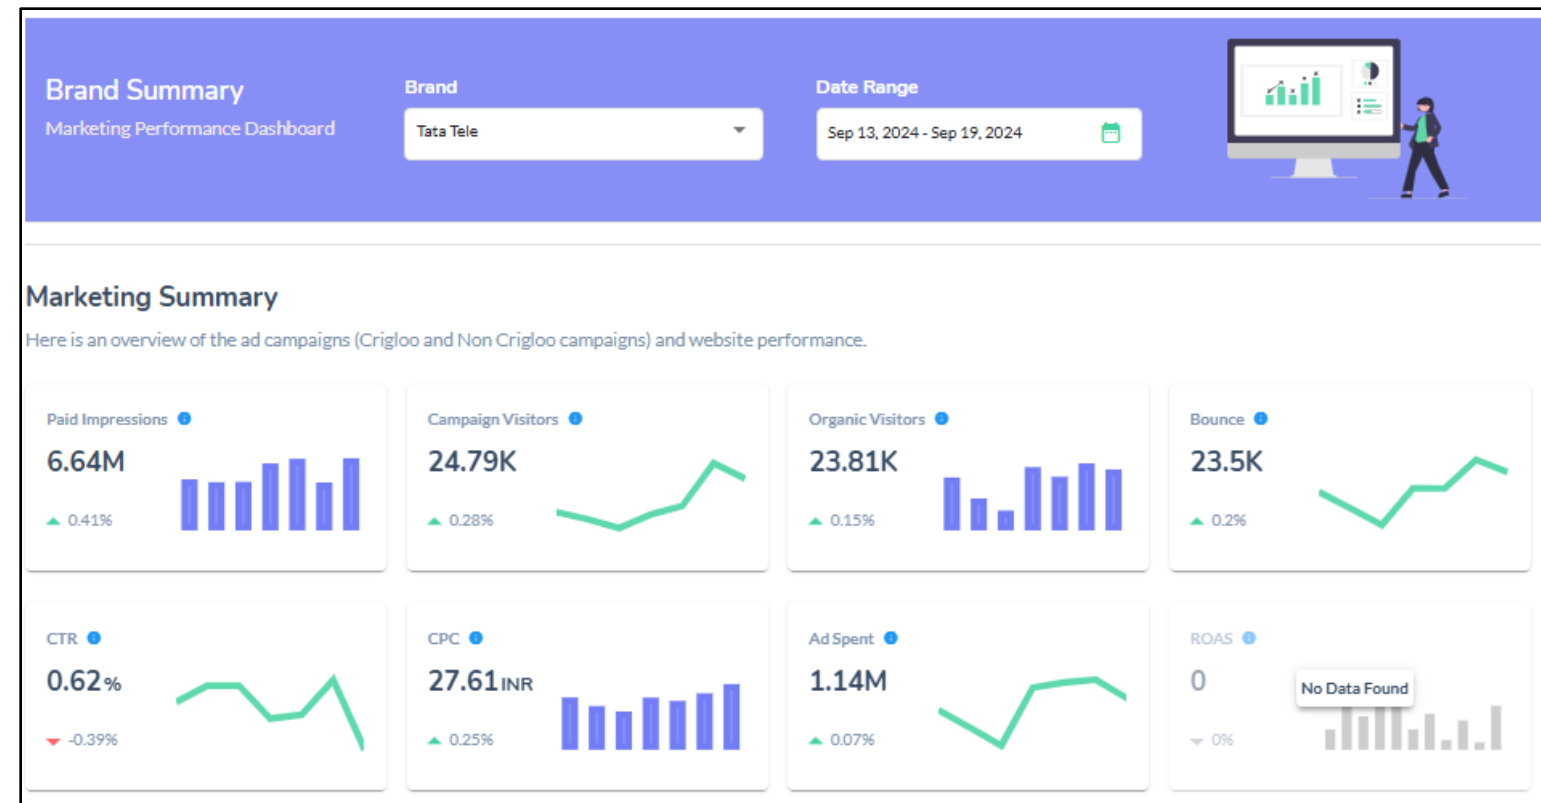 Brand Summary
Marketing Performance Dashboard
Brand
Tata Tele
Date Range
Sep 13, 2024 - Sep 19, 2024
Marketing Summary
Here is an overview of the ad campaigns (Crigloo and Non Crigloo campaigns) and website performance.
Paid Impressions
6.64M
0.41%
Campaign Visitors
24.79K
0.28%
Organic Visitors
23.81K
0.15%
Bounce
23.5K
0.2%
CTR
0.62%
-0.39%
CPC
27.61 INR
0.25%
Ad Spent
1.14M
0.07%
ROAS
0
No Data Found
0%